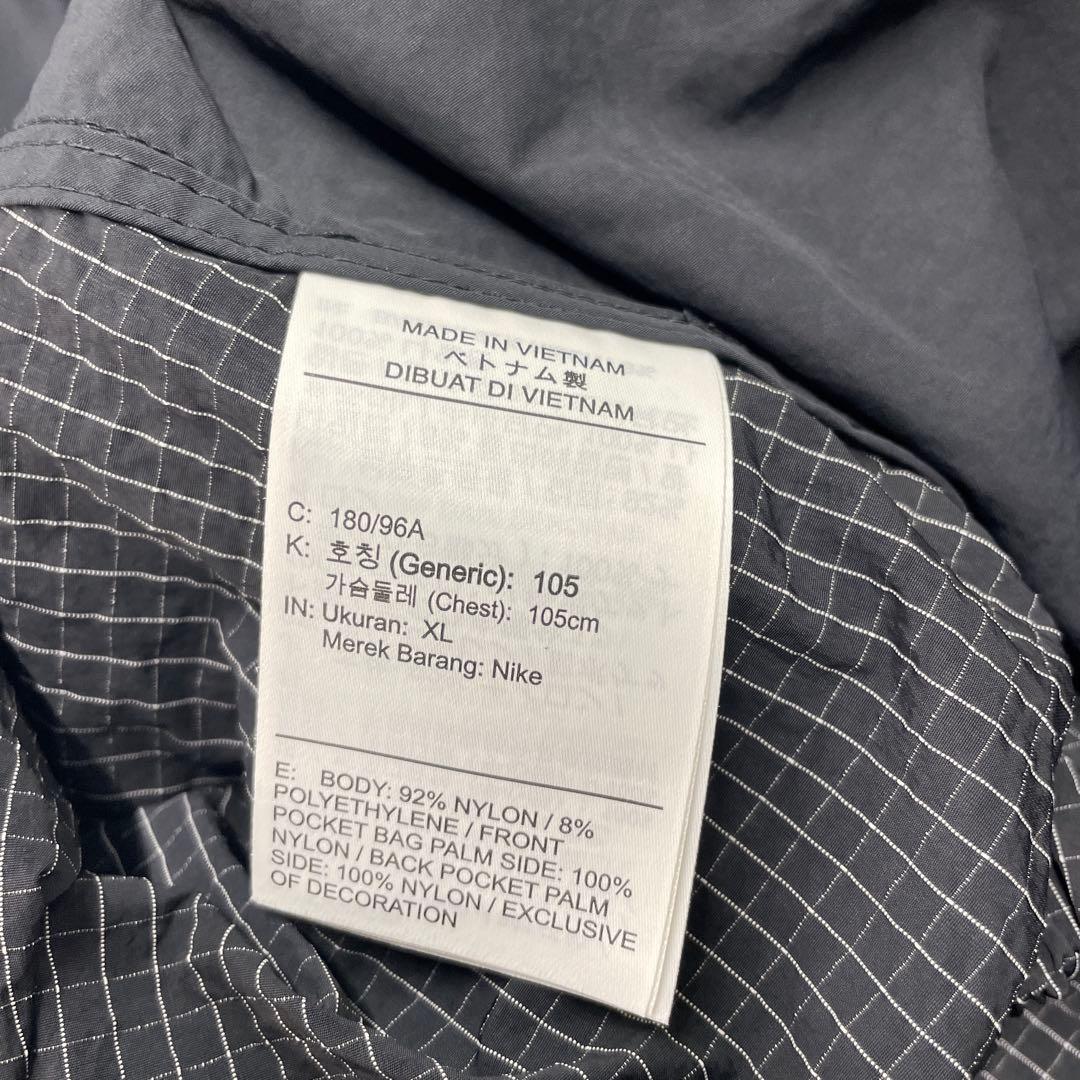 MADE IN VIETNAM
ベトナム製
DIBUAT DI VIETNAM
C: 180/96A
K: 호칭 (Generic): 105
가슴둘레 (Chest): 105cm
IN: Ukuran: XL
Merek Barang: Nike
E: BODY: 92% NYLON / 8%
POLYETHYLENE / FRONT
POCKET BAG PALM SIDE: 100%
NYLON / BACK POCKET PALM
SIDE: 100% NYLON / EXCLUSIVE
OF DECORATION